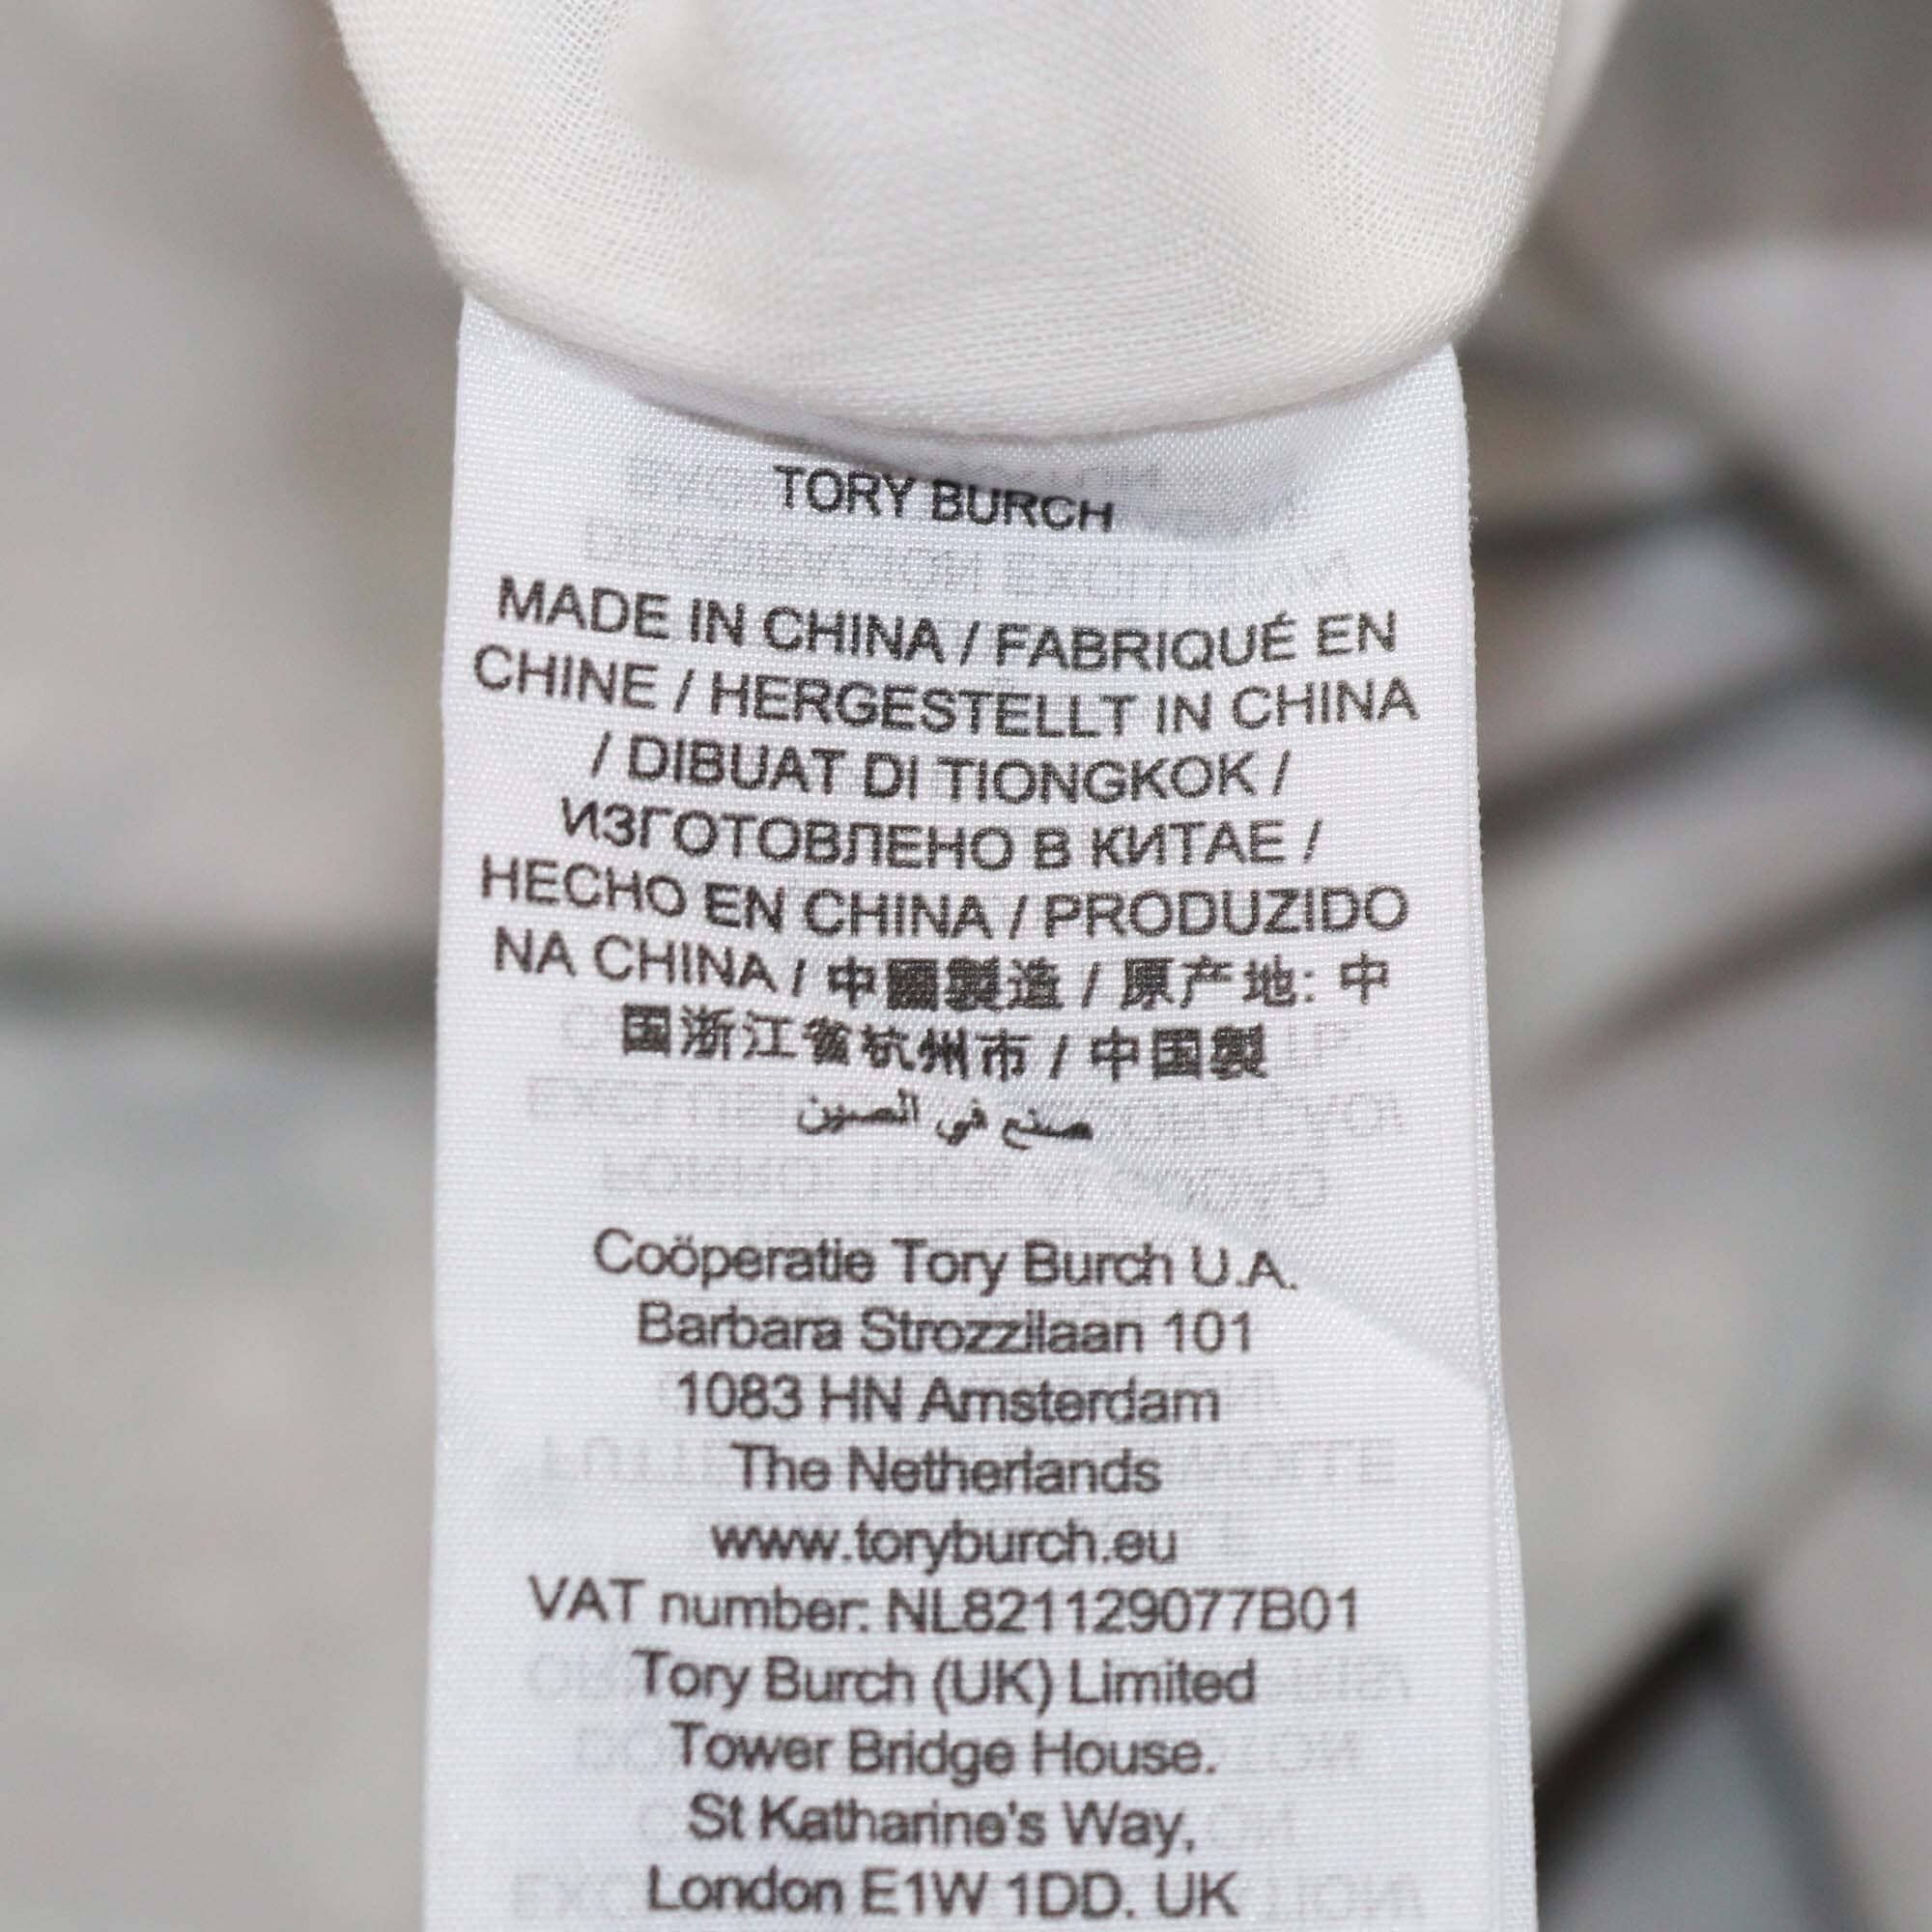 TORY BURCH
MADE IN CHINA / FABRIQUÉ EN
CHINE / HERGESTELLT IN CHINA
/ DIBUAT DI TIONGKOK /
ИЗГОТОВЛЕНО В КИТАЕ /
HECHO EN CHINA / PRODUZIDO
NA CHINA / 中國製造 / 原产地: 中
国浙江省杭州市 / 中国製
صنع في الصين
Coöperatie Tory Burch U.A.
Barbara Strozzilaan 101
1083 HN Amsterdam
The Netherlands
www.toryburch.eu
VAT number: NL821129077B01
Tory Burch (UK) Limited
Tower Bridge House.
St Katharine's Way,
London E1W 1DD. UK